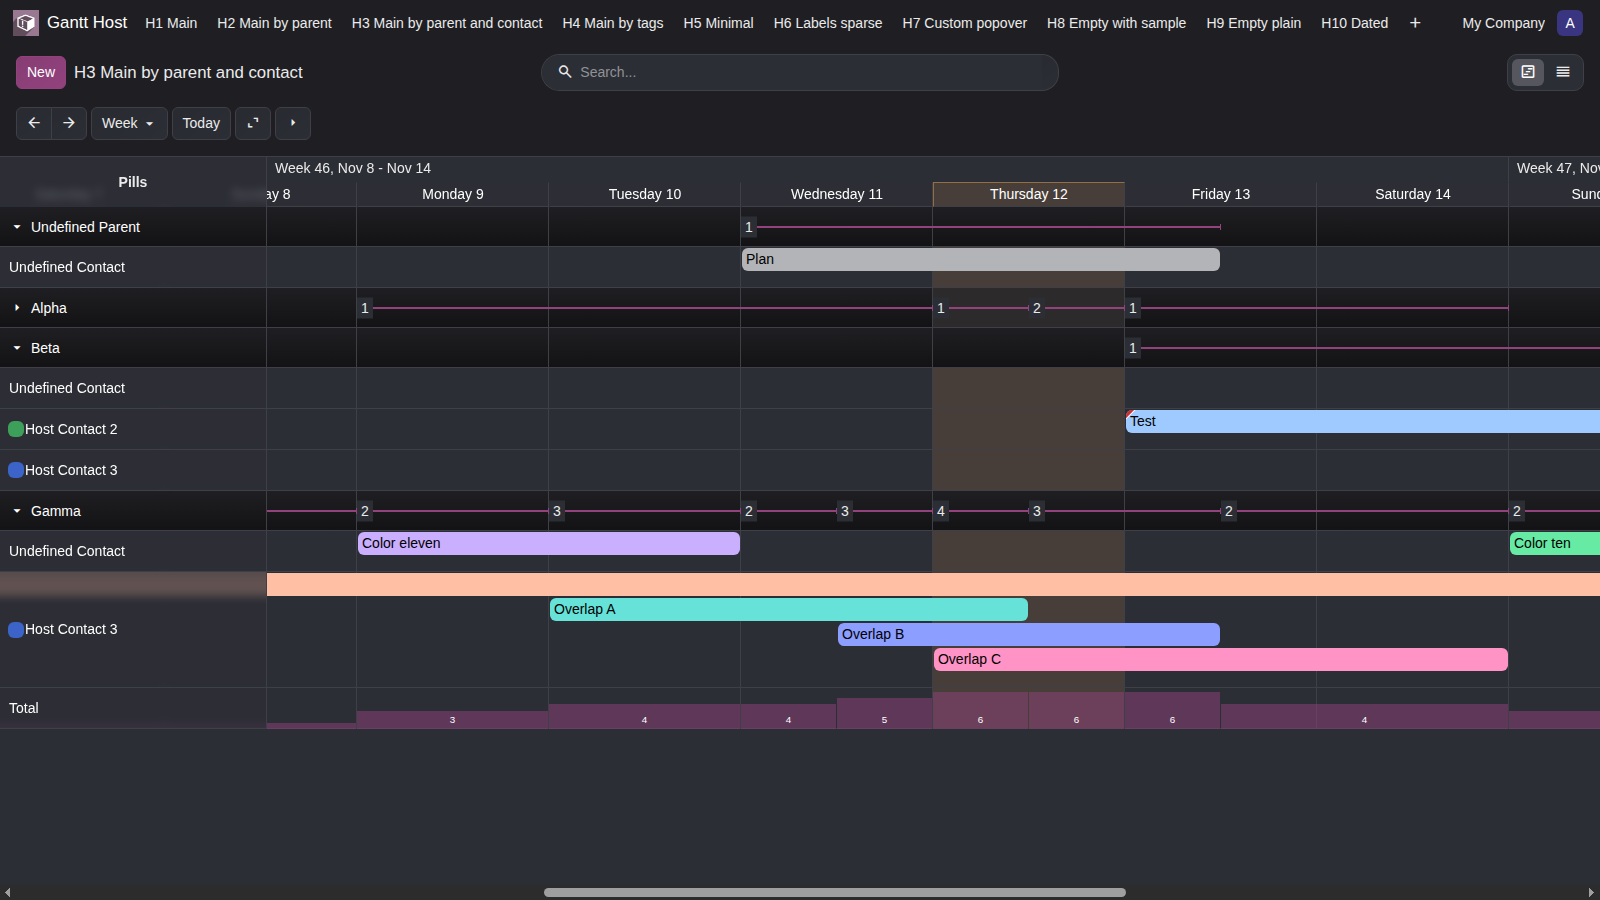 Gantt Host H1 Main H2 Main by parent H3 Main by parent and contact H4 Main by tags H5 Minimal H6 Labels sparse H7 Custom popover H8 Empty with sample H9 Empty plain H10 Dated + My Company A
New H3 Main by parent and contact Search...
Week Today
Week 46, Nov 8 - Nov 14 Week 47, Nov
Pills
ay 8 Monday 9 Tuesday 10 Wednesday 11 Thursday 12 Friday 13 Saturday 14 Sund
Undefined Parent 1
Undefined Contact Plan
Alpha 1 1 2 1
Beta 1
Undefined Contact
Host Contact 2 Test
Host Contact 3
Gamma 2 3 2 3 4 3 2 2
Undefined Contact Color eleven Color ten
Overlap A
Host Contact 3 Overlap B
Overlap C
Total 3 4 4 5 6 6 6 4